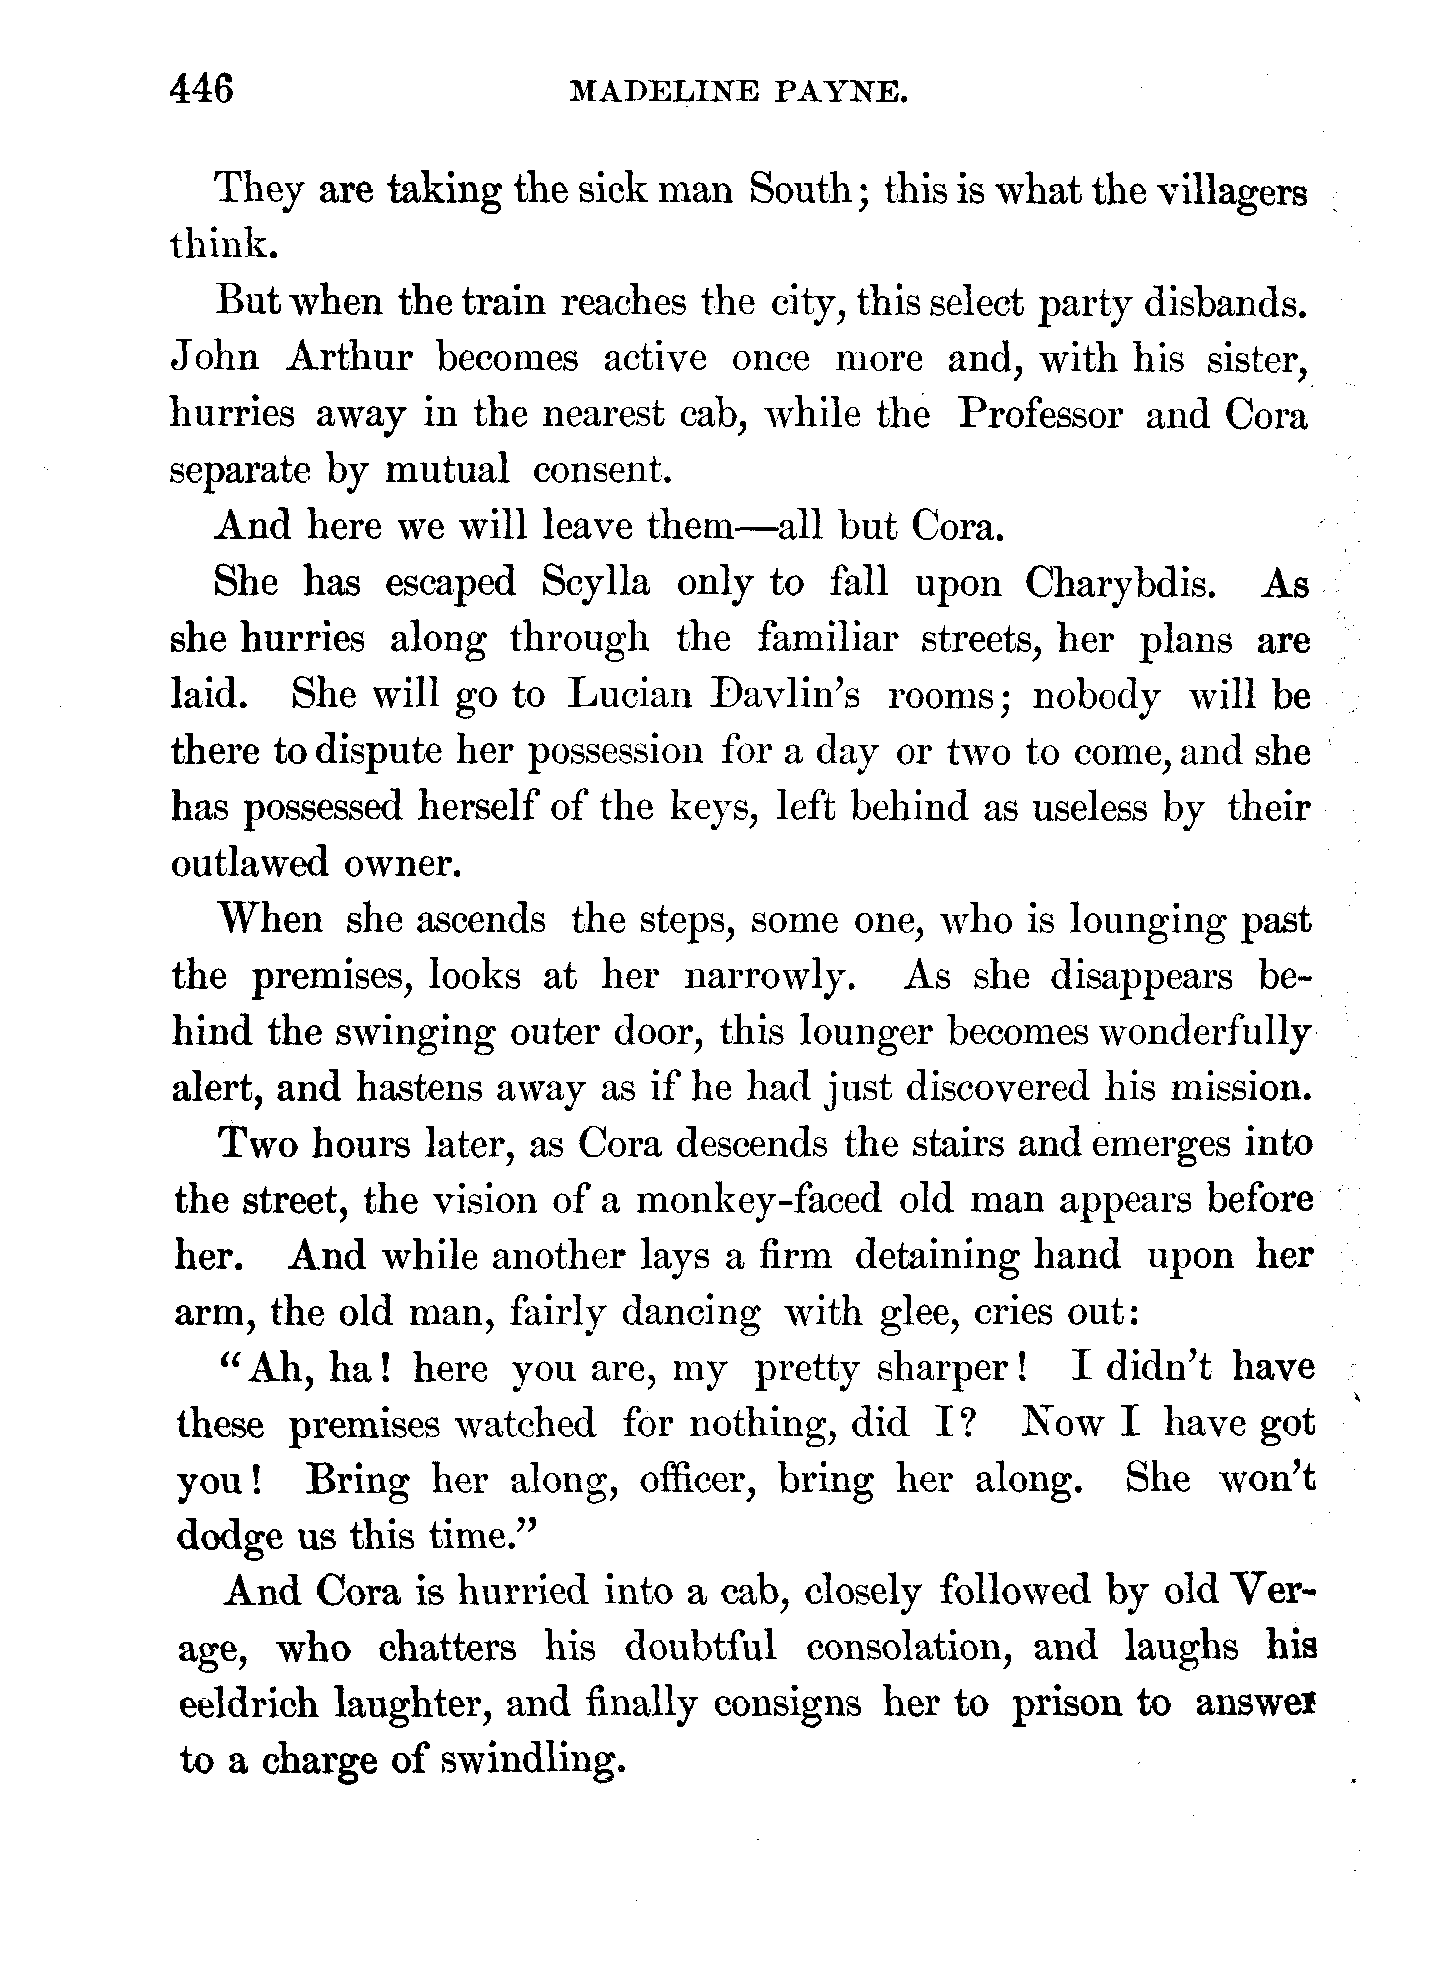 446 MADELINE PAYNE.
They are taking the sick man South; this is what the villagers
think.
But when the train reaches the city, this select party disbands.
John Arthur becomes active once more and, with his sister,
hurries away in the nearest cab, while the Professor and Cora
separate by mutual consent.
And here we will leave them—all but Cora.
She has escaped Scylla only to fall upon Charybdis. As
she hurries along through the familiar streets, her plans are
laid. She will go to Lucian Davlin's rooms; nobody will be
there to dispute her possession for a day or two to come, and she
has possessed herself of the keys, left behind as useless by their
outlawed owner.
When she ascends the steps, some one, who is lounging past
the premises, looks at her narrowly. As she disappears be-
hind the swinging outer door, this lounger becomes wonderfully
alert, and hastens away as if he had just discovered his mission.
Two hours later, as Cora descends the stairs and emerges into
the street, the vision of a monkey-faced old man appears before
her. And while another lays a firm detaining hand upon her
arm, the old man, fairly dancing with glee, cries out:
"Ah, ha! here you are, my pretty sharper! I didn't have
these premises watched for nothing, did I? Now I have got
you! Bring her along, officer, bring her along. She won't
dodge us this time."
And Cora is hurried into a cab, closely followed by old Ver-
age, who chatters his doubtful consolation, and laughs his
eeldrich laughter, and finally consigns her to prison to answer
to a charge of swindling.